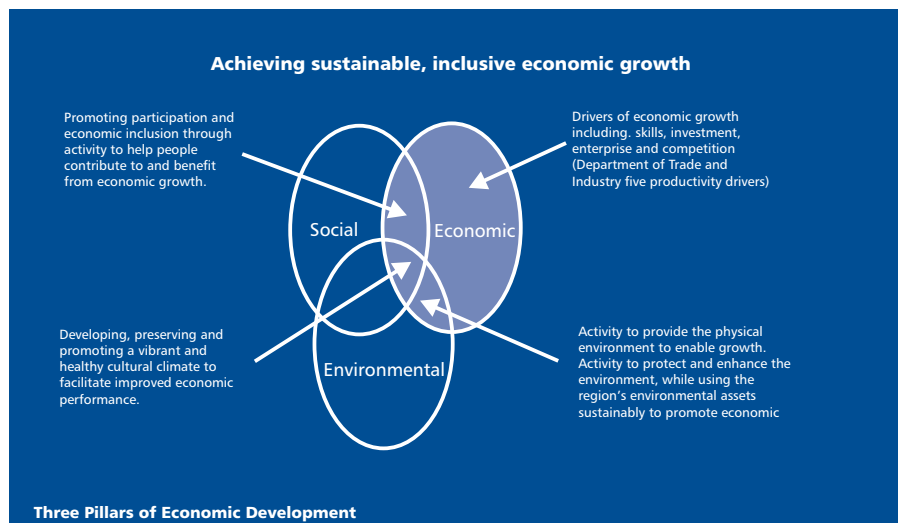 Achieving sustainable, inclusive economic growth
Promoting participation and
economic inclusion through
activity to help people
contribute to and benefit
from economic growth.
Drivers of economic growth
including. skills, investment,
enterprise and competition
(Department of Trade and
Industry five productivity drivers)
Social
Economic
Environmental
Developing, preserving and
promoting a vibrant and
healthy cultural climate to
facilitate improved economic
performance.
Activity to provide the physical
environment to enable growth.
Activity to protect and enhance the
environment, while using the
region’s environmental assets
sustainably to promote economic
Three Pillars of Economic Development